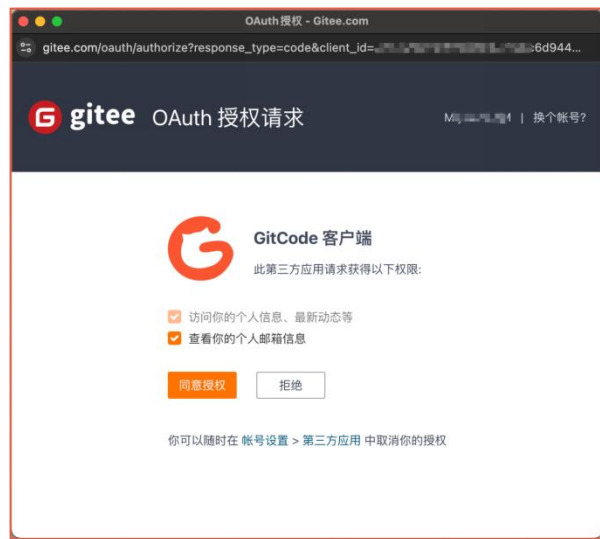 OAuth 授权 - Gitee.com
gitee.com/oauth/authorize?response_type=code&client_id= c6d944...
gitee OAuth 授权请求
| 换个帐号?
GitCode 客户端
此第三方应用请求获得以下权限:
访问你的个人信息、最新动态等
查看你的个人邮箱信息
同意授权 拒绝
你可以随时在 帐号设置 > 第三方应用 中取消你的授权